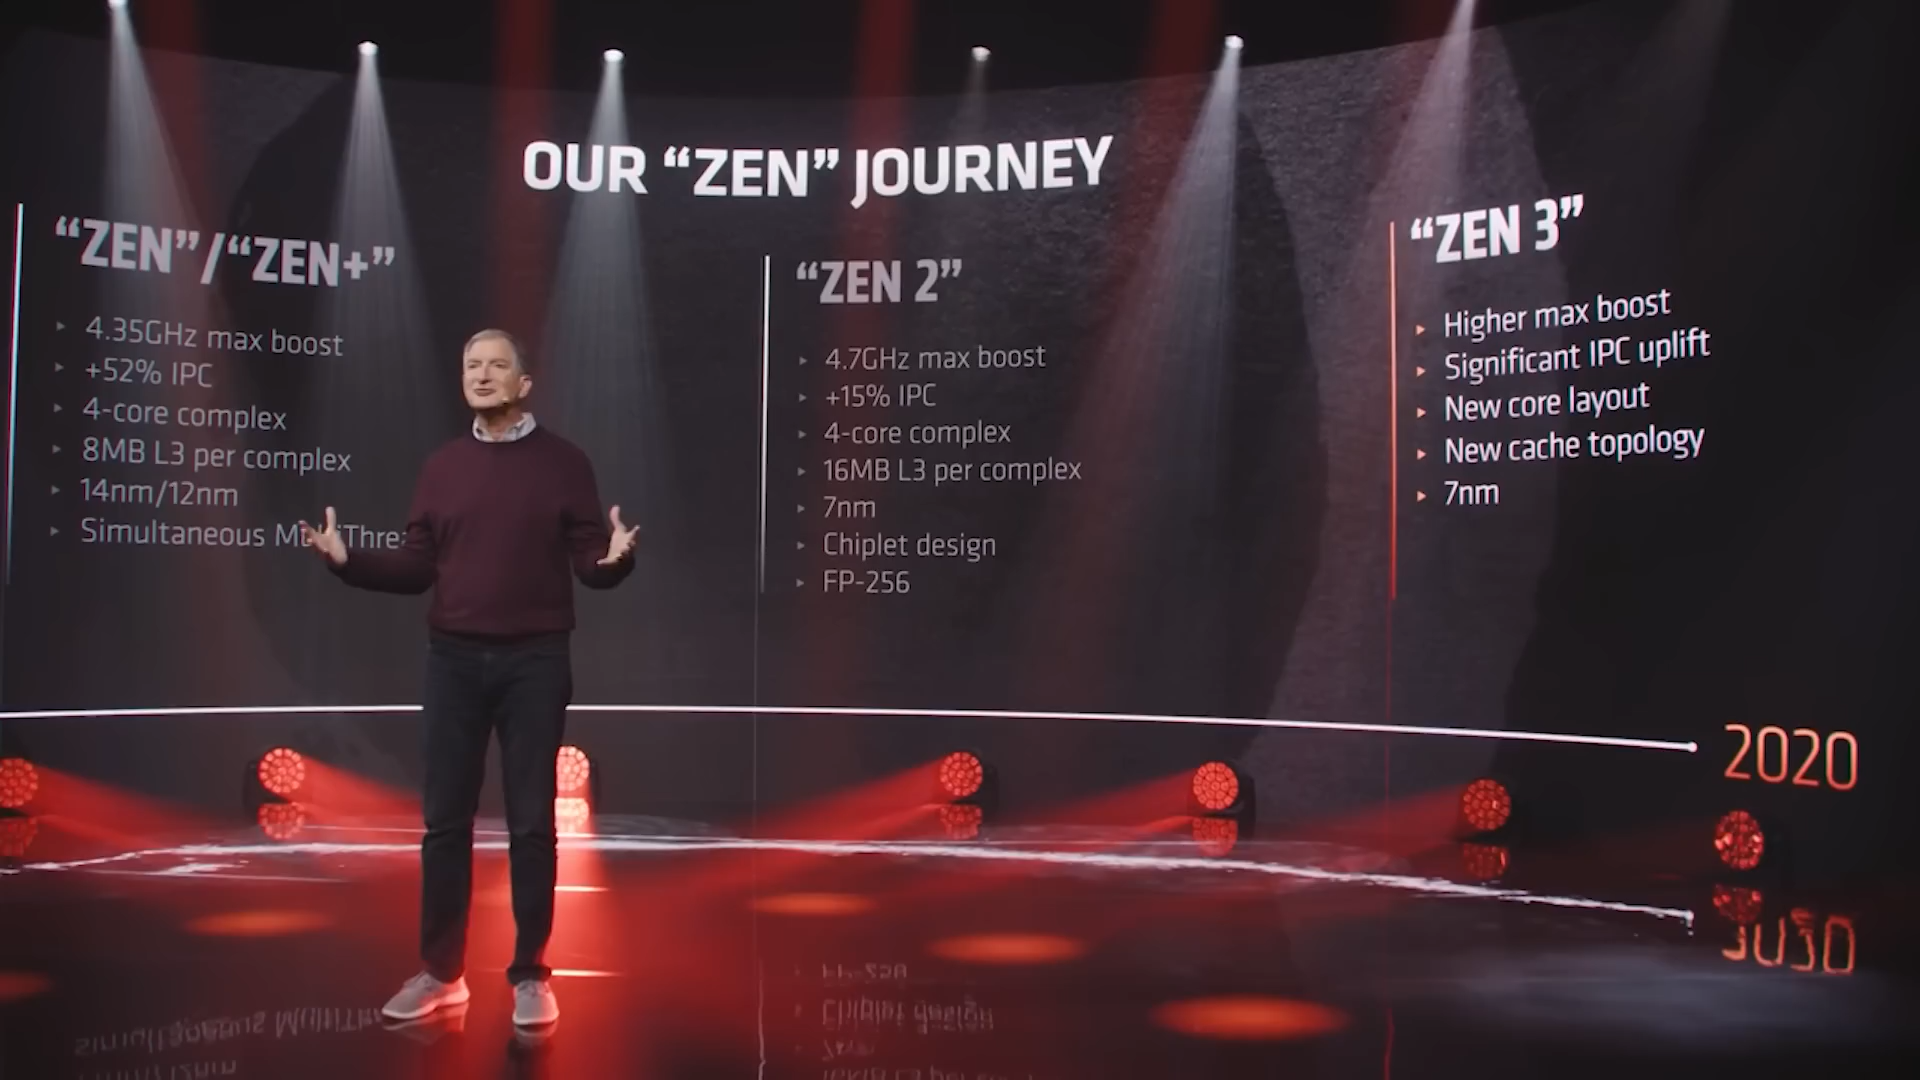 OUR “ZEN” JOURNEY
“ZEN”/“ZEN+”
4.35GHz max boost
+52% IPC
4-core complex
8MB L3 per complex
14nm/12nm
Simultaneous
“ZEN 2”
4.7GHz max boost
+15% IPC
4-core complex
16MB L3 per complex
7nm
Chiplet design
FP-256
“ZEN 3”
Higher max boost
Significant IPC uplift
New core layout
New cache topology
7nm
2020